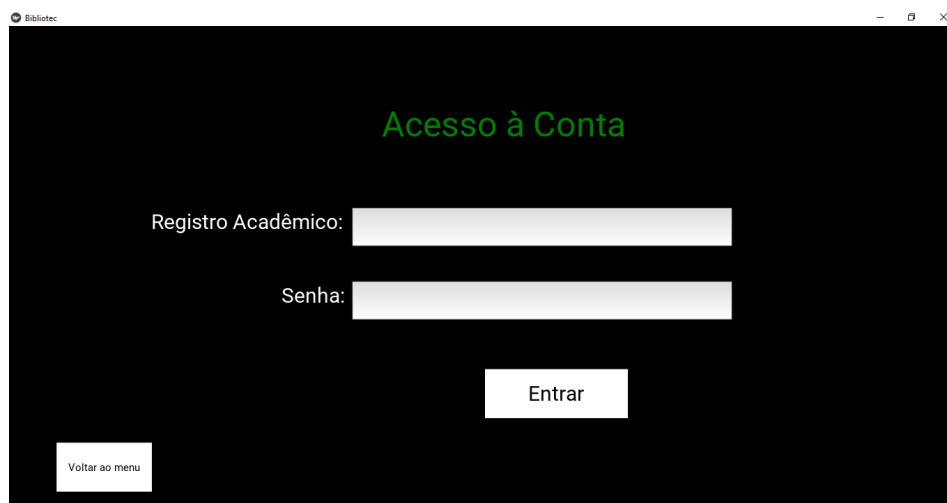 Bibliotec
Acesso à Conta
Registro Acadêmico:
Senha:
Entrar
Voltar ao menu